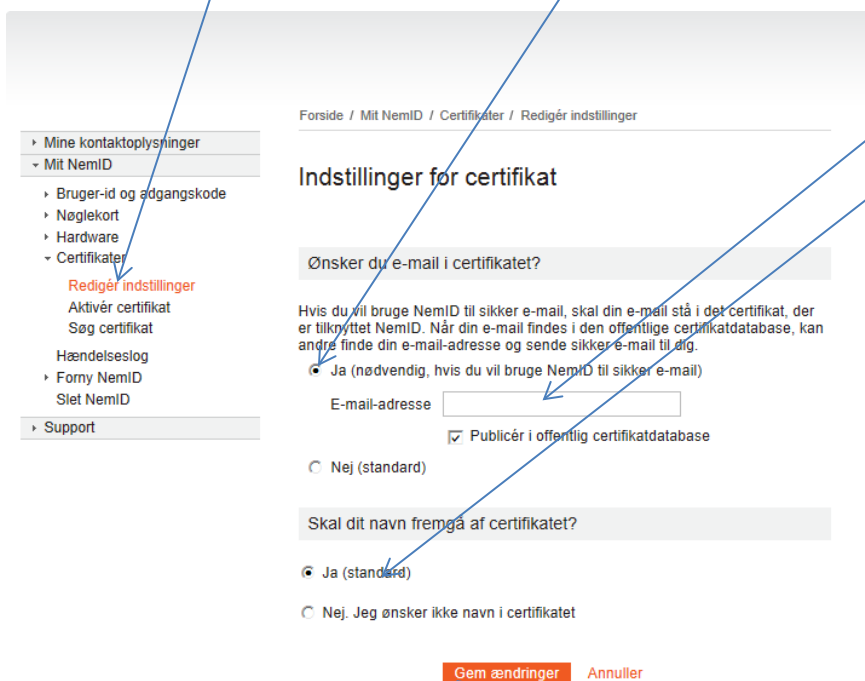 Forside / Mit NemID / Certifikater / Redigér indstillinger
Mine kontaktoplysninger
Mit NemID
Bruger-id og adgangskode
Nøglekort
Hardware
Certifikater
Redigér indstillinger
Aktivér certifikat
Søg certifikat
Hændelseslog
Forny NemID
Slet NemID
Support
Indstillinger for certifikat
Ønsker du e-mail i certifikatet?
Hvis du vil bruge NemID til sikker e-mail, skal din e-mail stå i det certifikat, der
er tilknyttet NemID. Når din e-mail findes i den offentlige certifikatdatabase, kan
andre finde din e-mail-adresse og sende sikker e-mail til dig.
Ja (nødvendig, hvis du vil bruge NemID til sikker e-mail)
E-mail-adresse
Publicér i offentlig certifikatdatabase
Nej (standard)
Skal dit navn fremgå af certifikatet?
Ja (standard)
Nej. Jeg ønsker ikke navn i certifikatet
Gem ændringer Annuller